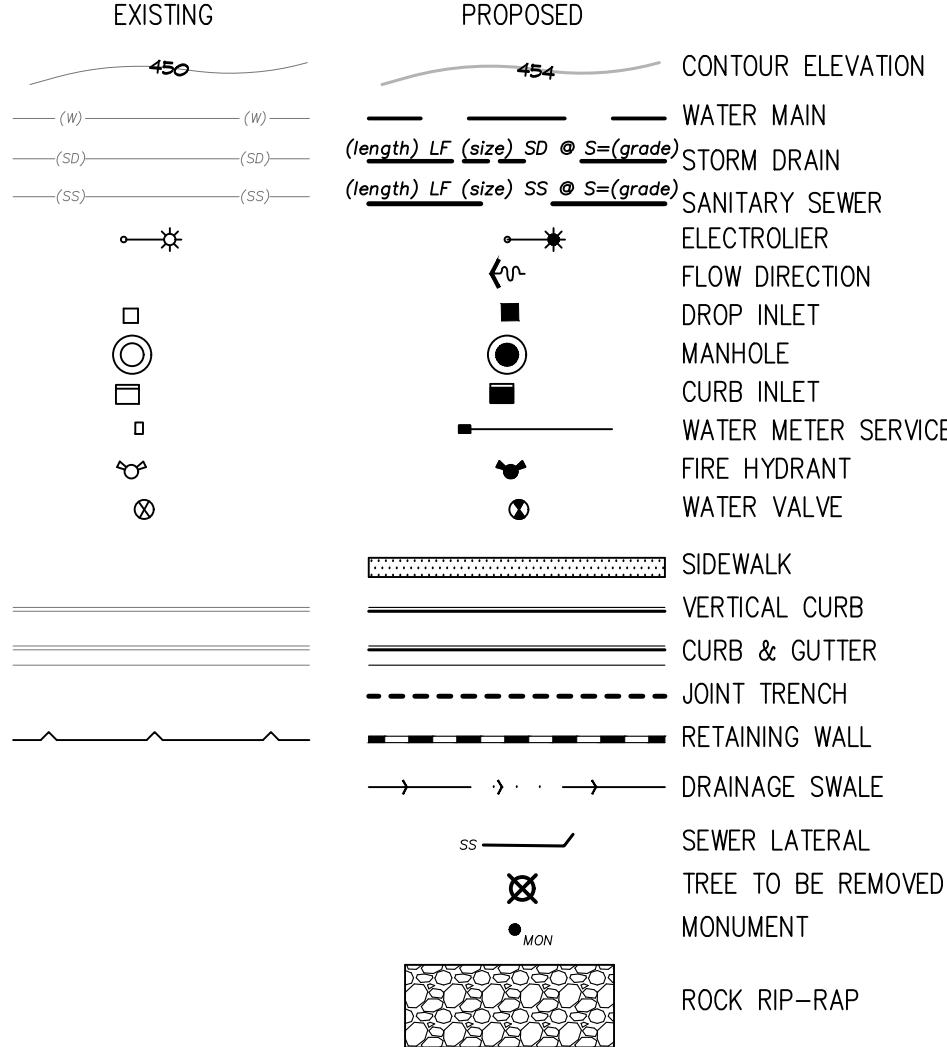 EXISTING PROPOSED
450 454 CONTOUR ELEVATION
(W) (W) WATER MAIN
(length) LF (size) SD @ S=(grade)
(SD) (SD) STORM DRAIN
(length) LF (size) SS @ S=(grade)
(SS) (SS) SANITARY SEWER
ELECTROLIER
FLOW DIRECTION
DROP INLET
MANHOLE
CURB INLET
WATER METER SERVICE
FIRE HYDRANT
WATER VALVE
SIDEWALK
VERTICAL CURB
CURB & GUTTER
JOINT TRENCH
RETAINING WALL
DRAINAGE SWALE
SS SEWER LATERAL
TREE TO BE REMOVED
MONUMENT
MON
ROCK RIP-RAP